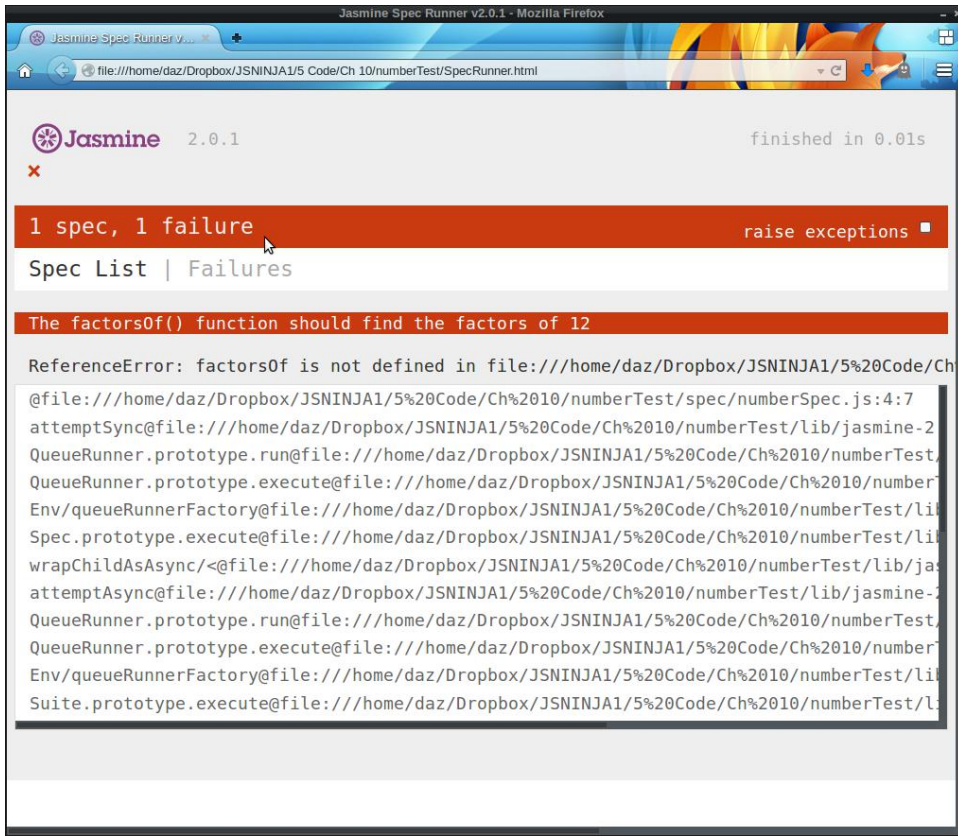 Jasmine Spec Runner v2.0.1 - Mozilla Firefox
Jasmine Spec Runner v...
file:///home/daz/Dropbox/JSNINJA1/5 Code/Ch 10/numberTest/SpecRunner.html
Jasmine 2.0.1 finished in 0.01s
1 spec, 1 failure raise exceptions
Spec List | Failures
The factorsOf() function should find the factors of 12
ReferenceError: factorsOf is not defined in file:///home/daz/Dropbox/JSNINJA1/5%20Code/Ch
@file:///home/daz/Dropbox/JSNINJA1/5%20Code/Ch%2010/numberTest/spec/numberSpec.js:4:7
attemptSync@file:///home/daz/Dropbox/JSNINJA1/5%20Code/Ch%2010/numberTest/lib/jasmine-2
QueueRunner.prototype.run@file:///home/daz/Dropbox/JSNINJA1/5%20Code/Ch%2010/numberTest/
QueueRunner.prototype.execute@file:///home/daz/Dropbox/JSNINJA1/5%20Code/Ch%2010/numberT
Env/queueRunnerFactory@file:///home/daz/Dropbox/JSNINJA1/5%20Code/Ch%2010/numberTest/lib
Spec.prototype.execute@file:///home/daz/Dropbox/JSNINJA1/5%20Code/Ch%2010/numberTest/lib
wrapChildAsAsync/<@file:///home/daz/Dropbox/JSNINJA1/5%20Code/Ch%2010/numberTest/lib/jas
attemptAsync@file:///home/daz/Dropbox/JSNINJA1/5%20Code/Ch%2010/numberTest/lib/jasmine-2
QueueRunner.prototype.run@file:///home/daz/Dropbox/JSNINJA1/5%20Code/Ch%2010/numberTest/
QueueRunner.prototype.execute@file:///home/daz/Dropbox/JSNINJA1/5%20Code/Ch%2010/numberT
Env/queueRunnerFactory@file:///home/daz/Dropbox/JSNINJA1/5%20Code/Ch%2010/numberTest/lib
Suite.prototype.execute@file:///home/daz/Dropbox/JSNINJA1/5%20Code/Ch%2010/numberTest/l